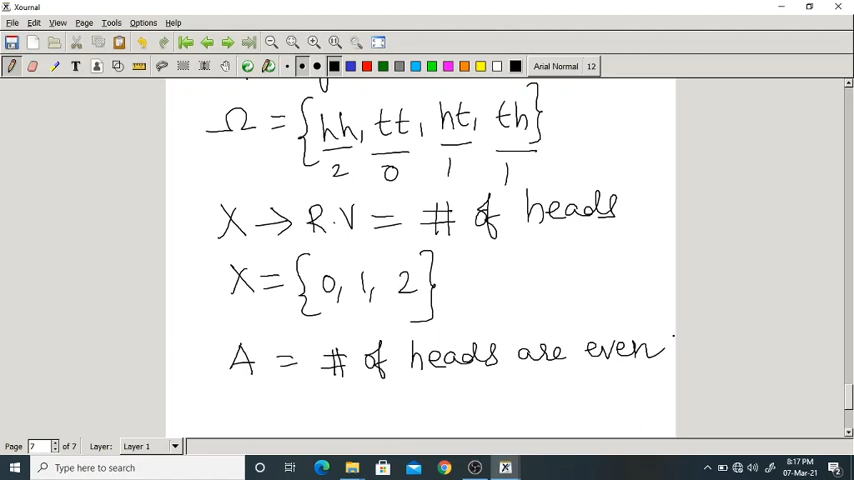 Xournal
File Edit View Page Tools Options Help
Arial Normal 12
Ω = {hh, tt, ht, th}
2 0 1 1
X → R.V = # of heads
X = {0, 1, 2}
A = # of heads are even
Page 7 of 7 Layer: Layer 1
Type here to search
8:17 PM
07-Mar-21
2